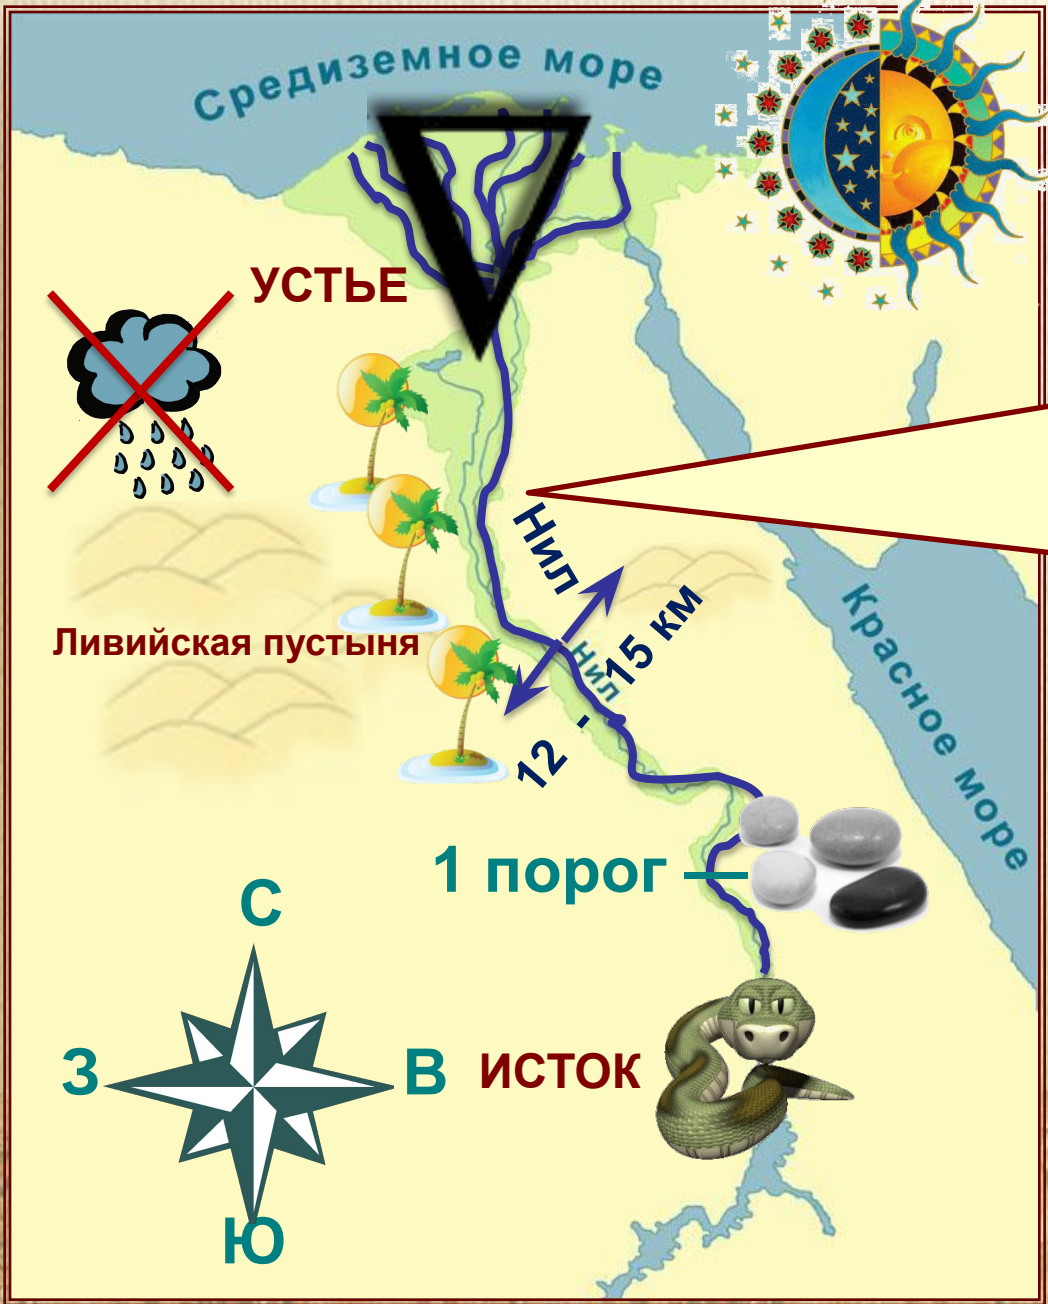 Средиземное море
УСТЬЕ
Нил
15 км
Ливийская пустыня
Нил
12 -
Красное море
1 порог
С
З
В
ИСТОК
Ю